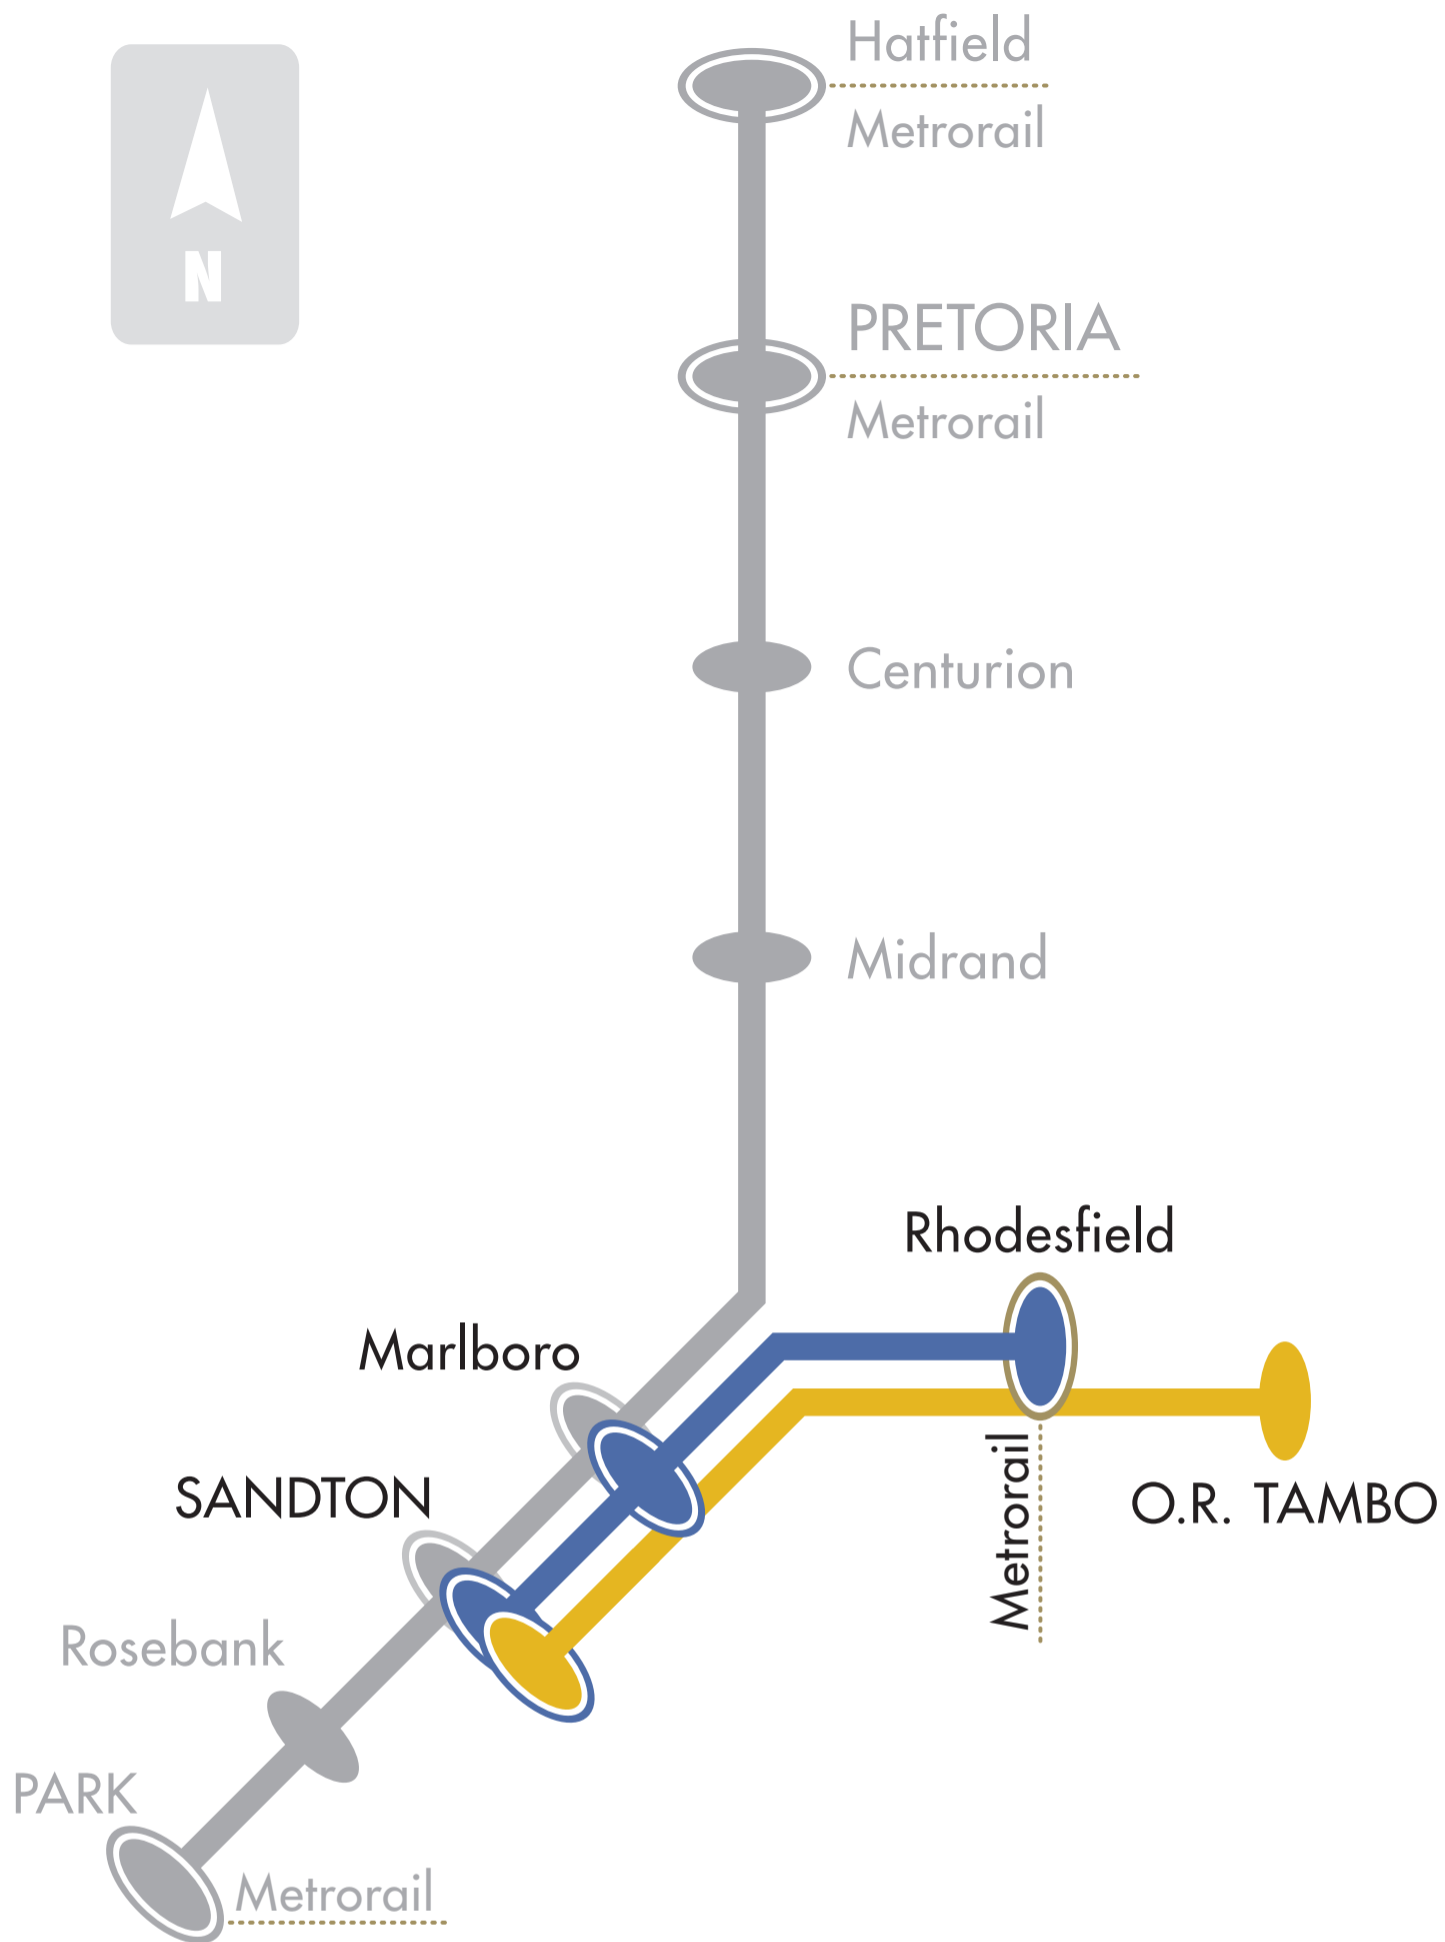 Hatfield
Metrorail
N
PRETORIA
Metrorail
Centurion
Midrand
Rhodesfield
Marlboro
Metrorail
SANDTON
O.R. TAMBO
Rosebank
PARK
Metrorail